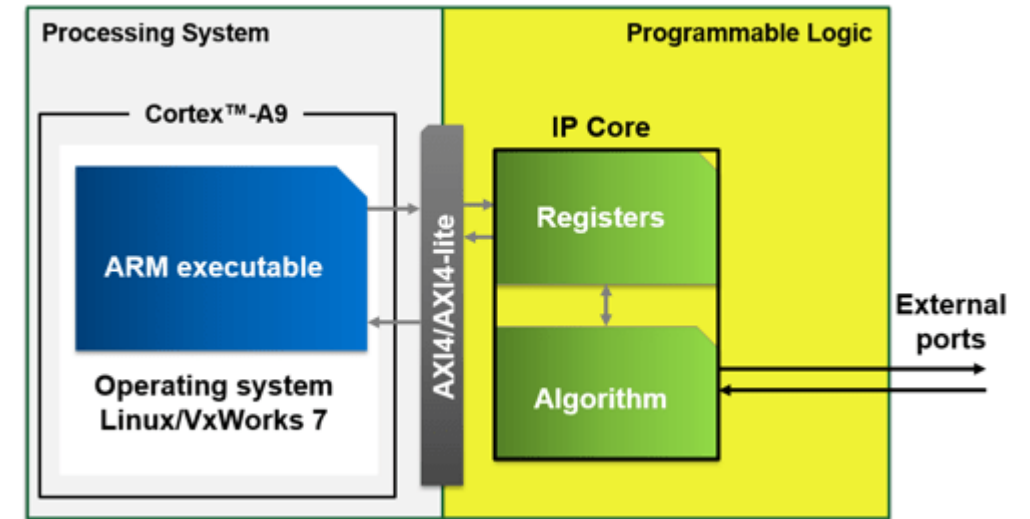 Processing System
Programmable Logic
Cortex™-A9
IP Core
ARM executable
Operating system
Linux/VxWorks 7
AXI4/AXI4-lite
Registers
Algorithm
External
ports